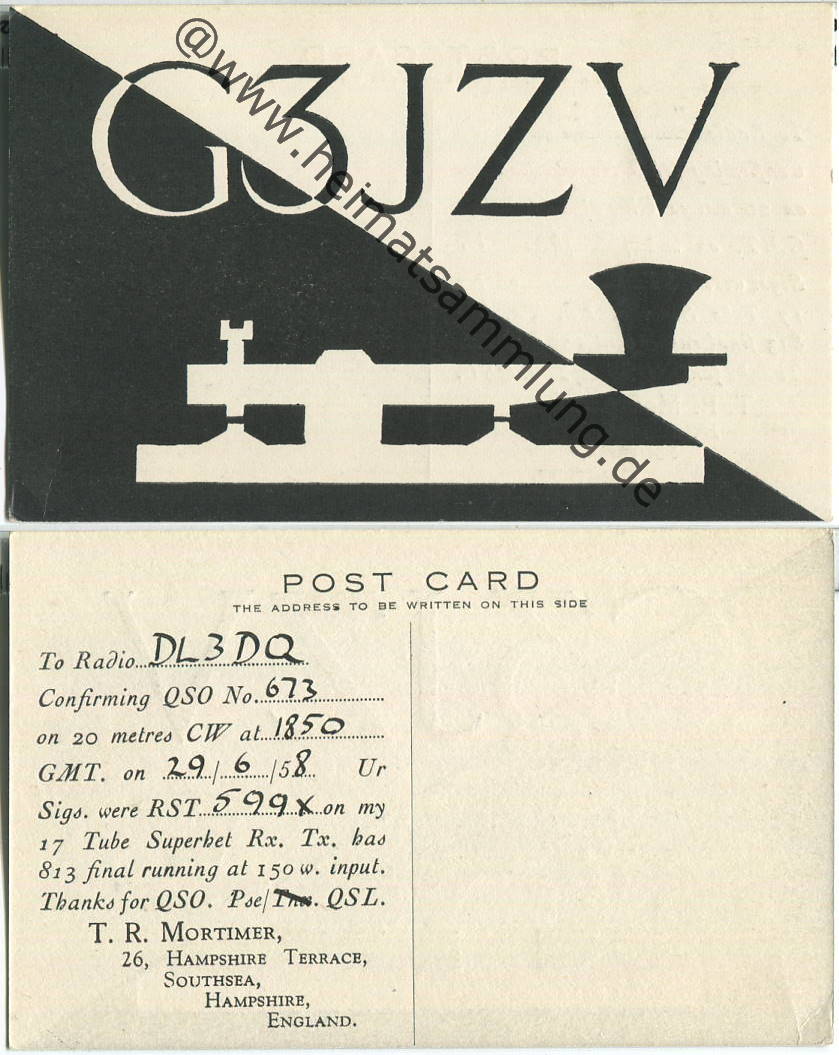 G3JZV
@www.heimatsammlung.de
POST CARD
THE ADDRESS TO BE WRITTEN ON THIS SIDE
To Radio...DL3DQ
Confirming QSO No. 673
on 20 metres CW at 1850
GMT. on 29/6/58 Ur
Sigs. were RST 599x on my
17 Tube Superhet Rx. Tx. has
813 final running at 150 w. input.
Thanks for QSO. Pse/Tnx. QSL.
T. R. MORTIMER,
26, HAMPSHIRE TERRACE,
SOUTHSEA,
HAMPSHIRE,
ENGLAND.